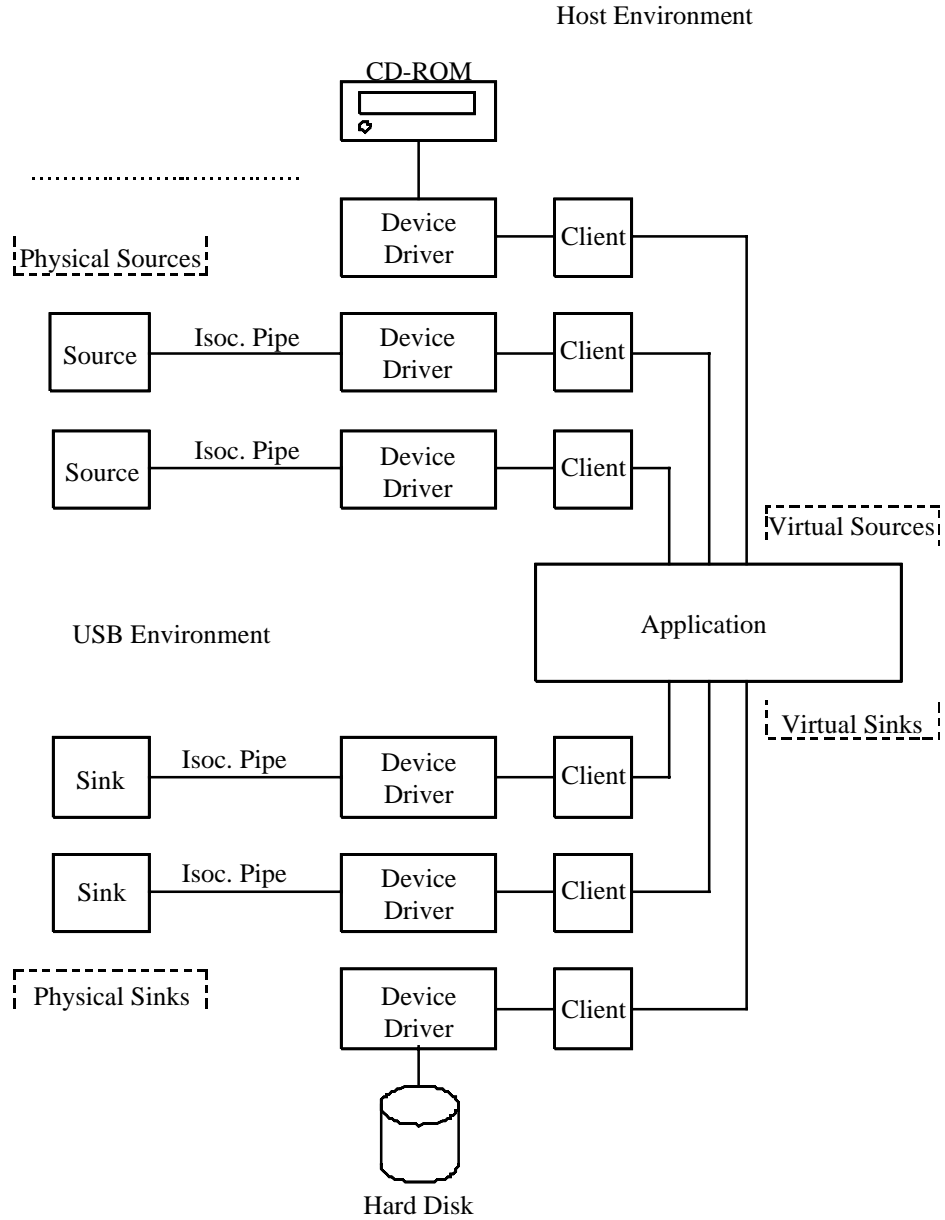 Host Environment
CD-ROM
Device
Driver
Client
Physical Sources
Source
Isoc. Pipe
Device
Driver
Client
Source
Isoc. Pipe
Device
Driver
Client
Virtual Sources
Application
USB Environment
Virtual Sinks
Sink
Isoc. Pipe
Device
Driver
Client
Sink
Isoc. Pipe
Device
Driver
Client
Physical Sinks
Device
Driver
Client
Hard Disk